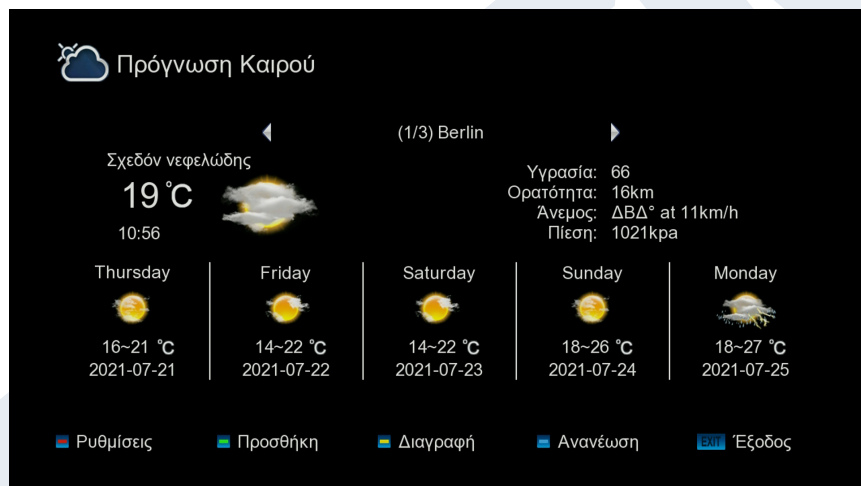 Πρόγνωση Καιρού
(1/3) Berlin
Σχεδόν νεφελώδης
19 °C
10:56
Υγρασία: 66
Ορατότητα: 16km
Άνεμος: ΔΒΔ° at 11km/h
Πίεση: 1021kpa
Thursday Friday Saturday Sunday Monday
16~21 °C 14~22 °C 14~22 °C 18~26 °C 18~27 °C
2021-07-21 2021-07-22 2021-07-23 2021-07-24 2021-07-25
Ρυθμίσεις Προσθήκη Διαγραφή Ανανέωση EXIT Έξοδος